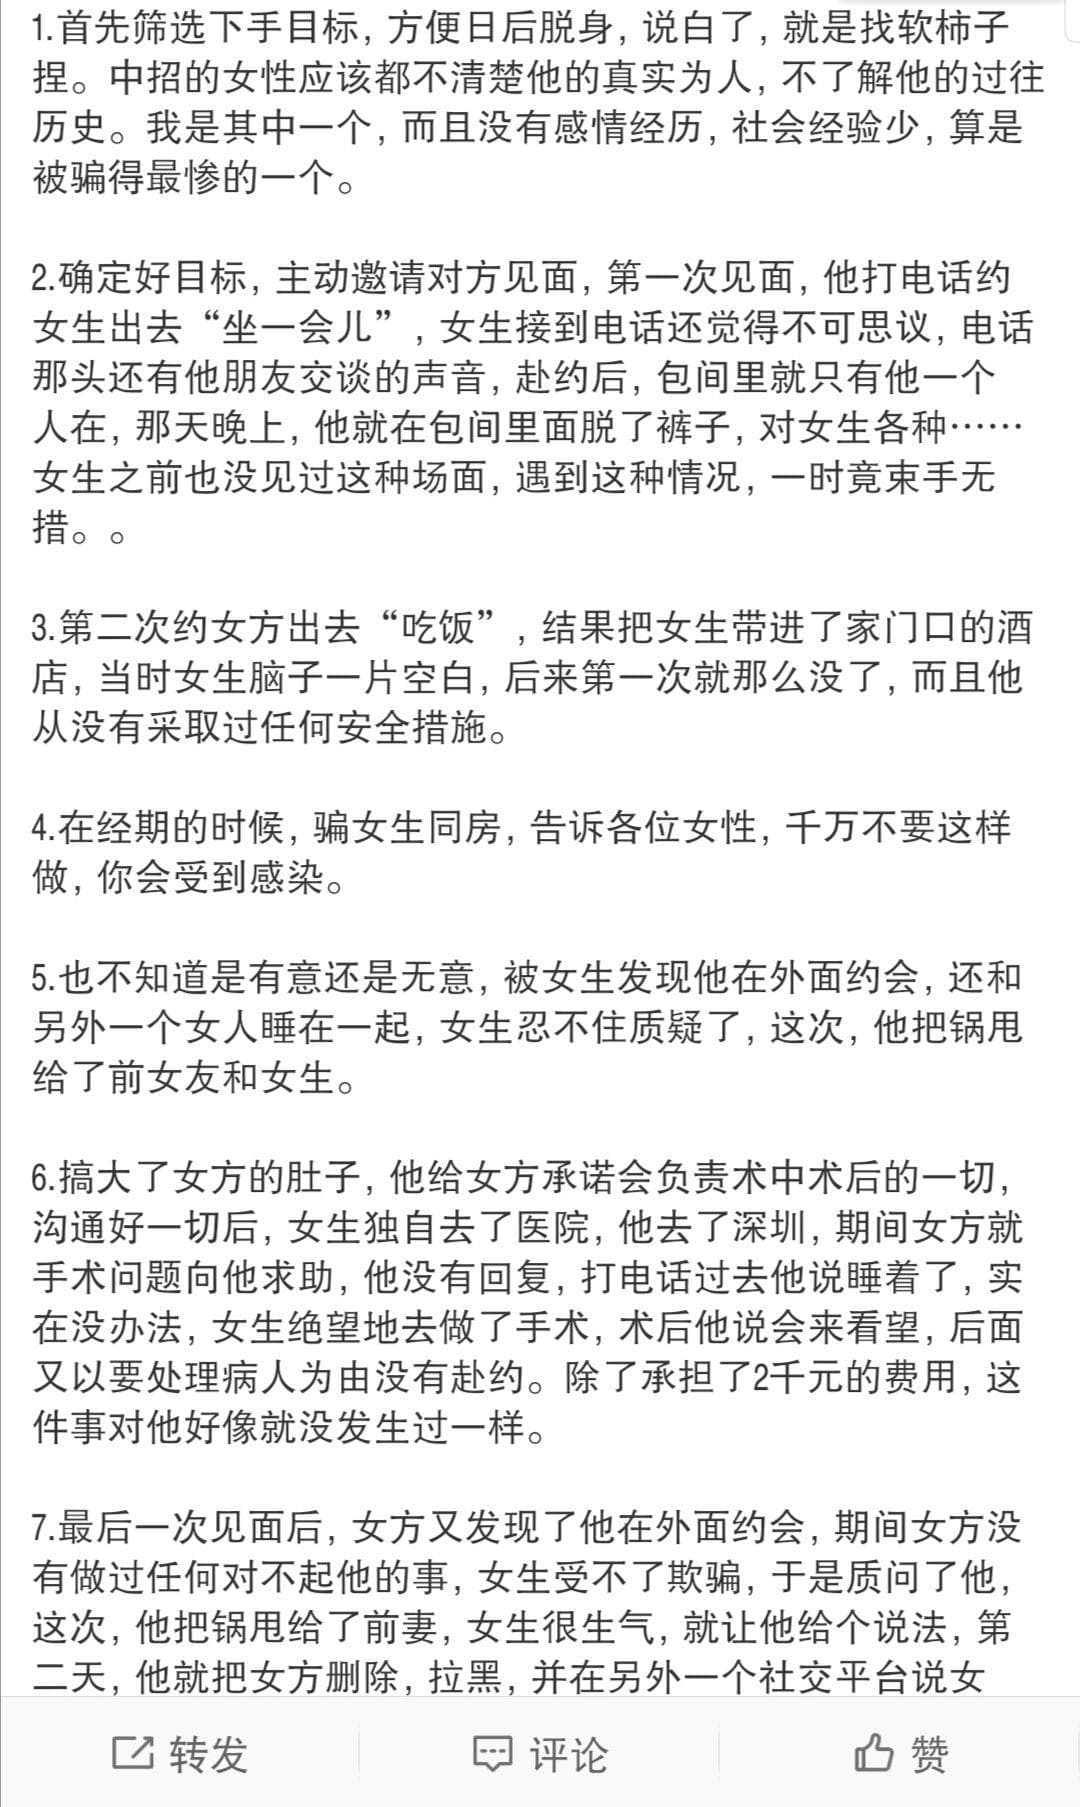 1.首先筛选下手目标, 方便日后脱身, 说白了, 就是找软柿子
捏。中招的女性应该都不清楚他的真实为人, 不了解他的过往
历史。我是其中一个, 而且没有感情经历, 社会经验少, 算是
被骗得最惨的一个。
2.确定好目标, 主动邀请对方见面, 第一次见面, 他打电话约
女生出去“坐一会儿”, 女生接到电话还觉得不可思议, 电话
那头还有他朋友交谈的声音, 赴约后, 包间里就只有他一个
人在, 那天晚上, 他就在包间里面脱了裤子, 对女生各种……
女生之前也没见过这种场面, 遇到这种情况, 一时竟束手无
措。。
3.第二次约女方出去“吃饭”, 结果把女生带进了家门口的酒
店, 当时女生脑子一片空白, 后来第一次就那么没了, 而且他
从没有采取过任何安全措施。
4.在经期的时候, 骗女生同房, 告诉各位女性, 千万不要这样
做, 你会受到感染。
5.也不知道是有意还是无意, 被女生发现他在外面约会, 还和
另外一个女人睡在一起, 女生忍不住质疑了, 这次, 他把锅甩
给了前女友和女生。
6.搞大了女方的肚子, 他给女方承诺会负责术中术后的一切,
沟通好一切后, 女生独自去了医院, 他去了深圳, 期间女方就
手术问题向他求助, 他没有回复, 打电话过去他说睡着了, 实
在没办法, 女生绝望地去做了手术, 术后他说会来看望, 后面
又以要处理病人为由没有赴约。除了承担了2千元的费用, 这
件事对他好像就没发生过一样。
7.最后一次见面后, 女方又发现了他在外面约会, 期间女方没
有做过任何对不起他的事, 女生受不了欺骗, 于是质问了他,
这次, 他把锅甩给了前妻, 女生很生气, 就让他给个说法, 第
二天, 他就把女方删除, 拉黑, 并在另外一个社交平台说女
转发
评论
赞